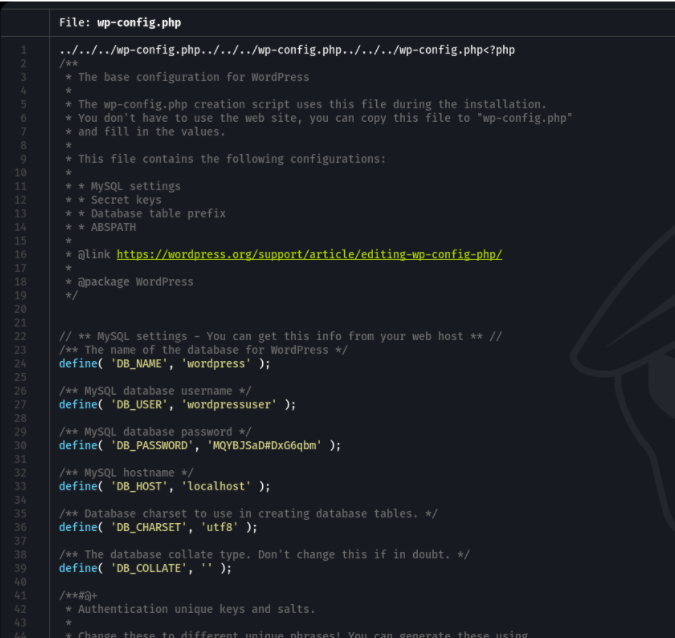 File: wp-config.php
1 ../../../wp-config.php../../../wp-config.php../../../wp-config.php<?php
2 /**
3  * The base configuration for WordPress
4  *
5  * The wp-config.php creation script uses this file during the installation.
6  * You don't have to use the web site, you can copy this file to "wp-config.php"
7  * and fill in the values.
8  *
9  * This file contains the following configurations:
10  *
11  * * MySQL settings
12  * * Secret keys
13  * * Database table prefix
14  * * ABSPATH
15  *
16  * @link https://wordpress.org/support/article/editing-wp-config-php/
17  *
18  * @package WordPress
19  */
20
21
22 // ** MySQL settings - You can get this info from your web host ** //
23 /** The name of the database for WordPress */
24 define( 'DB_NAME', 'wordpress' );
25
26 /** MySQL database username */
27 define( 'DB_USER', 'wordpressuser' );
28
29 /** MySQL database password */
30 define( 'DB_PASSWORD', 'MQYBJSaD#DxG6qbm' );
31
32 /** MySQL hostname */
33 define( 'DB_HOST', 'localhost' );
34
35 /** Database charset to use in creating database tables. */
36 define( 'DB_CHARSET', 'utf8' );
37
38 /** The database collate type. Don't change this if in doubt. */
39 define( 'DB_COLLATE', '' );
40
41 /**#@+
42  * Authentication unique keys and salts.
43  *
44  * Change these to different unique phrases! You can generate these using